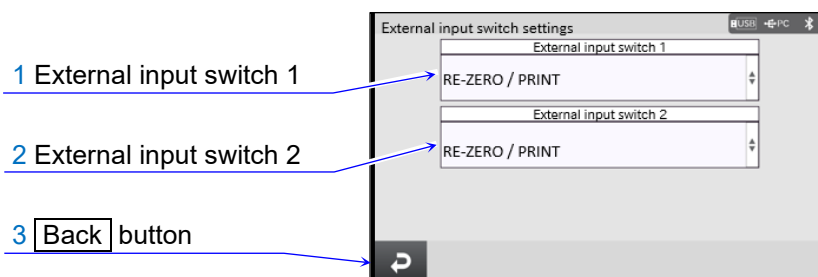 External input switch settings
USB PC
External input switch 1
1 External input switch 1
RE-ZERO / PRINT
External input switch 2
2 External input switch 2
RE-ZERO / PRINT
3 Back button